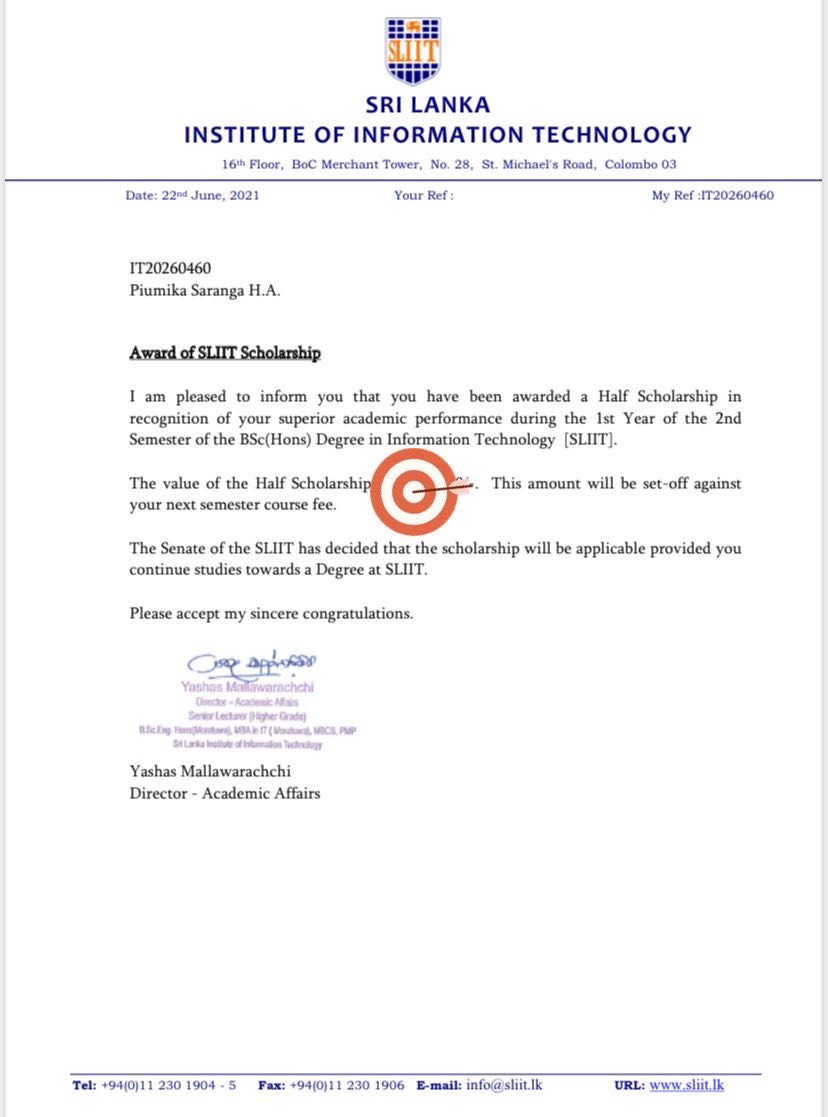 SLIIT
SRI LANKA
INSTITUTE OF INFORMATION TECHNOLOGY
16th Floor, BoC Merchant Tower, No. 28, St. Michael's Road, Colombo 03
Date: 22nd June, 2021 Your Ref : My Ref :IT20260460
IT20260460
Piumika Saranga H.A.
Award of SLIIT Scholarship
I am pleased to inform you that you have been awarded a Half Scholarship in
recognition of your superior academic performance during the 1st Year of the 2nd
Semester of the BSc(Hons) Degree in Information Technology [SLIIT].
The value of the Half Scholarship . This amount will be set-off against
your next semester course fee.
The Senate of the SLIIT has decided that the scholarship will be applicable provided you
continue studies towards a Degree at SLIIT.
Please accept my sincere congratulations.
Yashas Mallawarachchi
Director - Academic Affairs
Senior Lecturer (Higher Grade)
B.Sc.Eng. Hons(Moratuwa), MBA in IT ( Moratuwa), MBCS, PMP
Sri Lanka Institute of Information Technology
Yashas Mallawarachchi
Director - Academic Affairs
Tel: +94(0)11 230 1904 - 5 Fax: +94(0)11 230 1906 E-mail: info@sliit.lk URL: www.sliit.lk